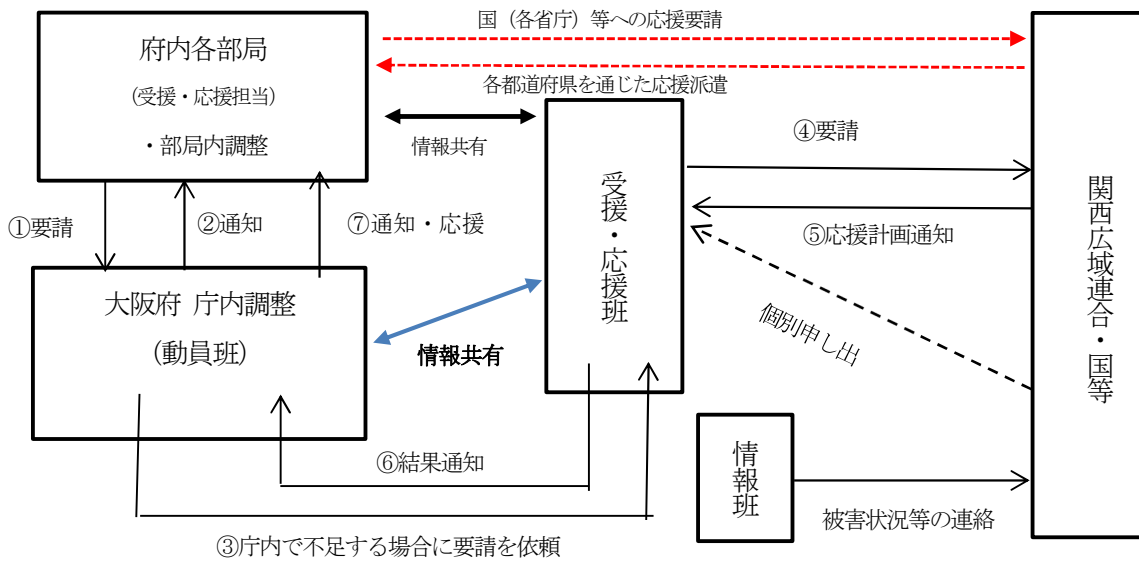 国（各省庁）等への応援要請
府内各部局
(受援・応援担当)
・部局内調整
各都道府県を通じた応援派遣
情報共有
④要請
①要請
②通知
⑦通知・応援
受援・応援班
⑤応援計画通知
関西広域連合・国等
大阪府 庁内調整
(動員班)
情報共有
個別申し出
⑥結果通知
情報班
被害状況等の連絡
③庁内で不足する場合に要請を依頼